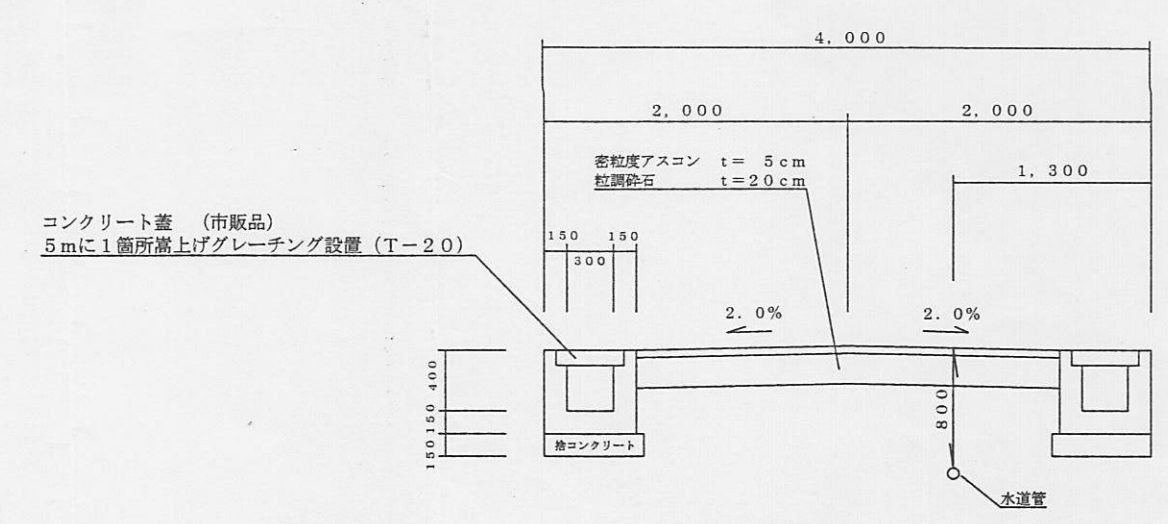 4,000
2,000
2,000
密粒度アスコン t= 5cm
粒調砕石 t=20cm
1,300
コンクリート蓋 (市販品)
5mに1箇所嵩上げグレーチング設置(T-20)
150
150
300
2.0%
2.0%
400
150
150
800
捨コンクリート
水道管